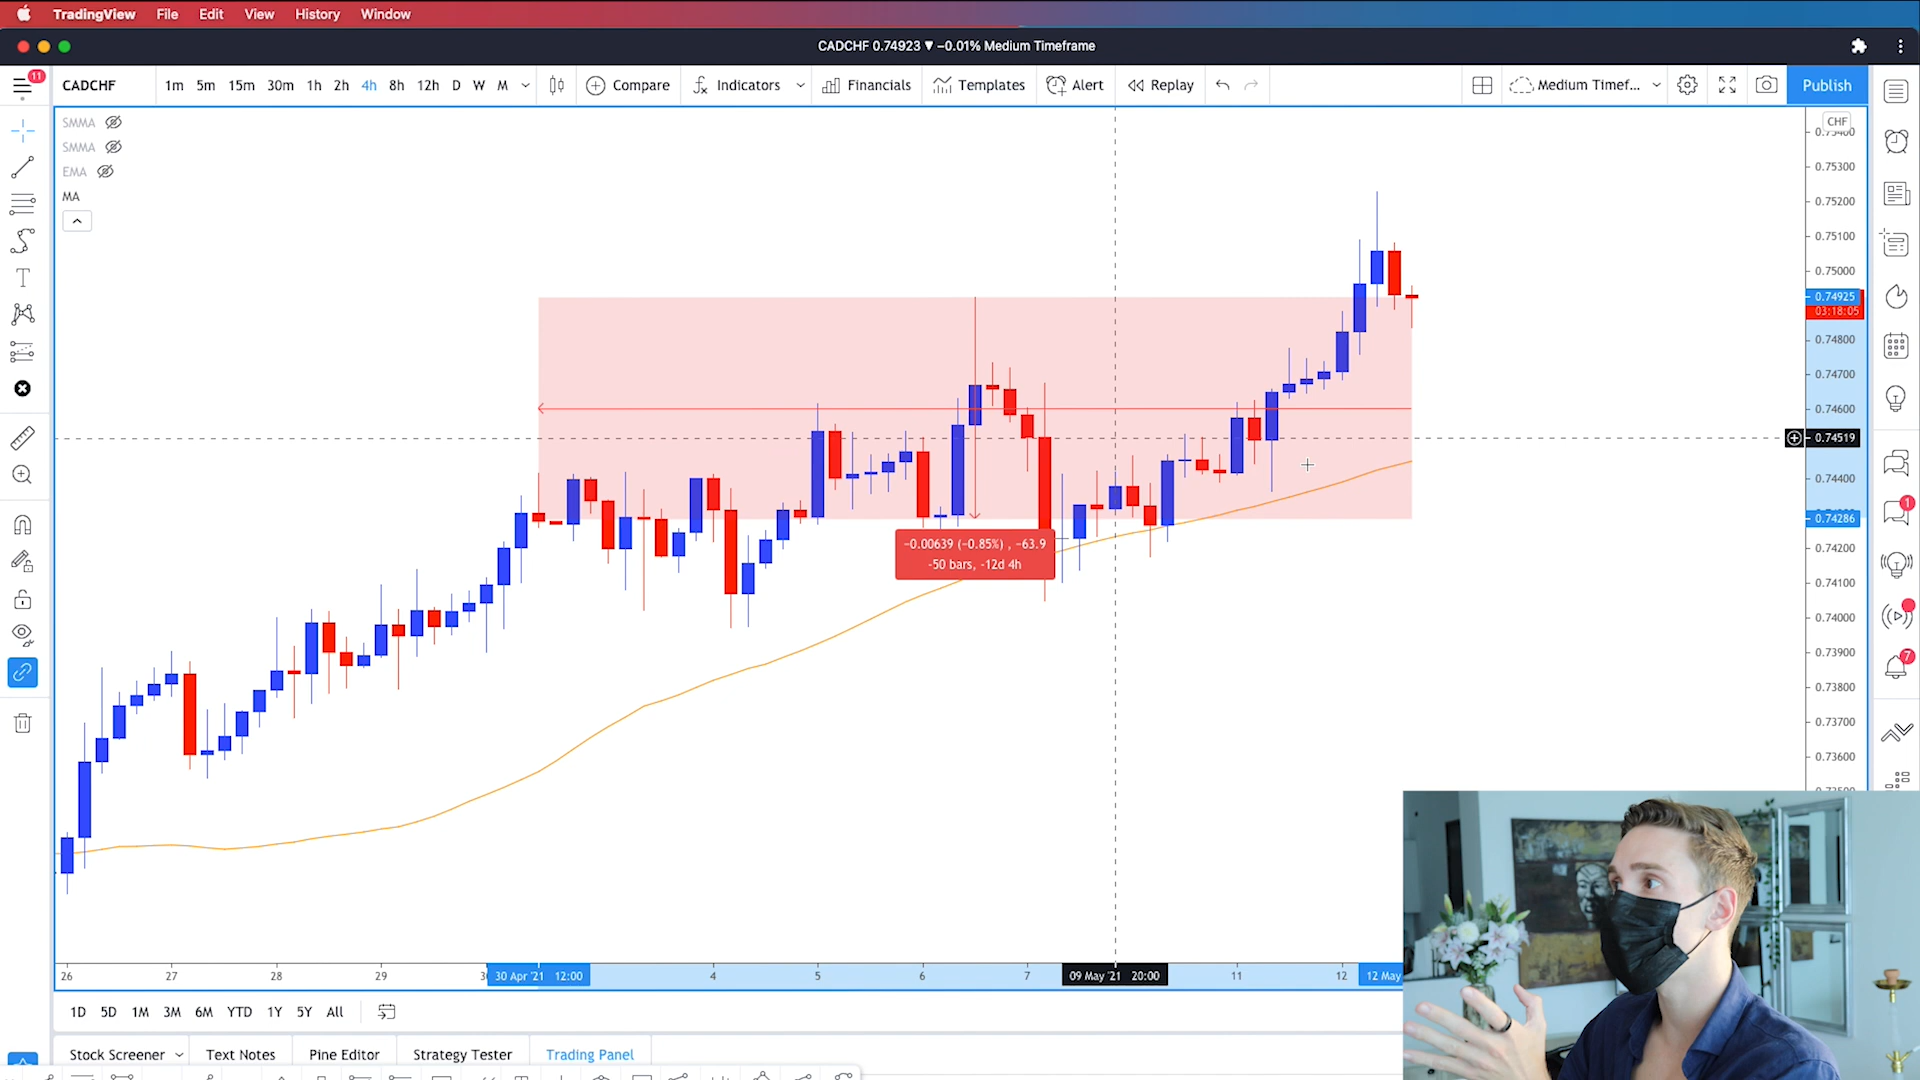 TradingView File Edit View History Window
CADCHF 0.74923 ▼ −0.01% Medium Timeframe
11
CADCHF 1m 5m 15m 30m 1h 2h 4h 8h 12h D W M Compare Indicators Financials Templates Alert Replay Medium Timef... Publish
SMMA
SMMA
EMA
MA
CHF
0.75300
0.75200
0.75100
0.75000
0.74925
03:18:05
0.74800
0.74700
0.74600
0.74519
0.74400
0.74286
0.74200
0.74100
0.74000
0.73900
0.73800
0.73700
0.73600
1
7
−0.00639 (−0.85%) , −63.9
-50 bars, -12d 4h
26 27 28 29 30 Apr '21 12:00 4 5 6 7 09 May '21 20:00 11 12 12 May
1D 5D 1M 3M 6M YTD 1Y 5Y All
Stock Screener Text Notes Pine Editor Strategy Tester Trading Panel